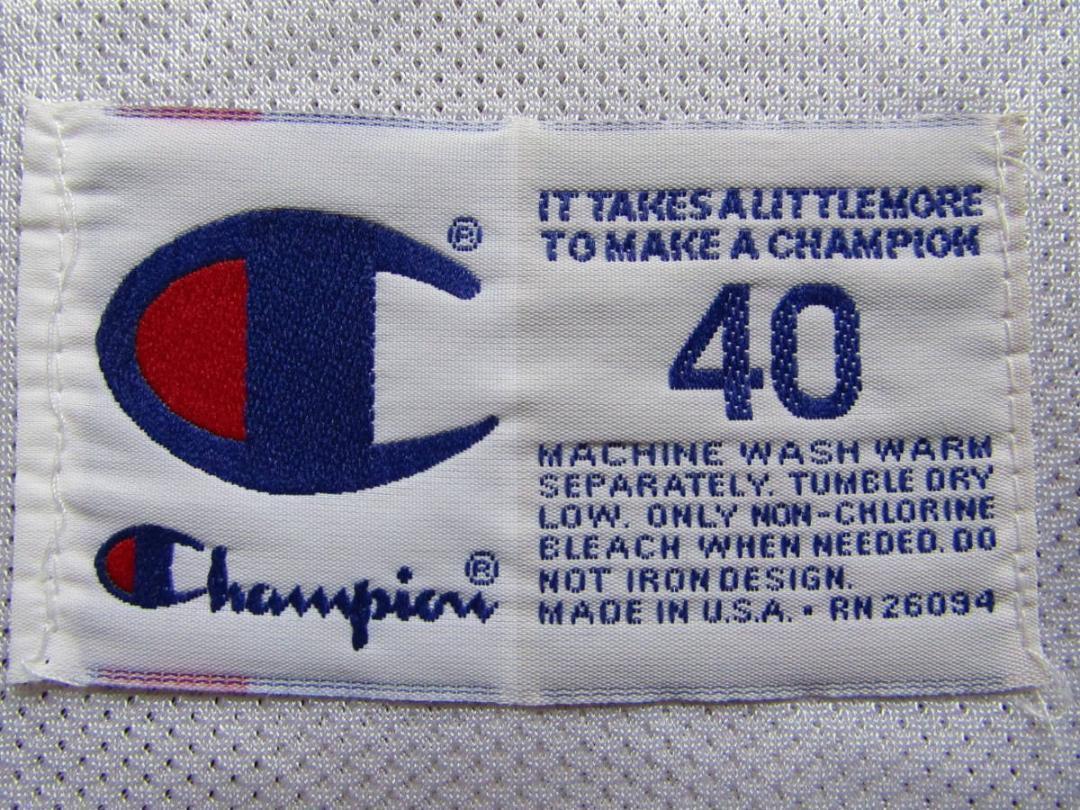 ®
Champion®
IT TAKES A LITTLE MORE
TO MAKE A CHAMPION
40
MACHINE WASH WARM
SEPARATELY. TUMBLE DRY
LOW. ONLY NON-CHLORINE
BLEACH WHEN NEEDED. DO
NOT IRON DESIGN.
MADE IN U.S.A. • RN 26094